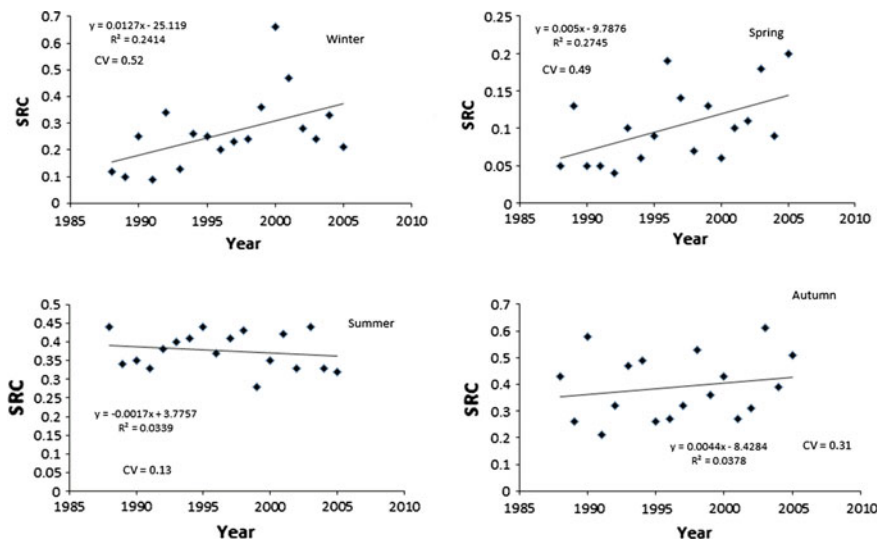 y = 0.0127x - 25.119
R² = 0.2414
Winter
CV = 0.52
SRC
0.7
0.6
0.5
0.4
0.3
0.2
0.1
0
1985 1990 1995 2000 2005 2010
Year
y = 0.005x - 9.7876
R² = 0.2745
Spring
CV = 0.49
SRC
0.25
0.2
0.15
0.1
0.05
0
1985 1990 1995 2000 2005 2010
Year
Summer
SRC
0.5
0.45
0.4
0.35
0.3
0.25
0.2
0.15
0.1
0.05
0
y = -0.0017x + 3.7757
R² = 0.0339
CV = 0.13
1985 1990 1995 2000 2005 2010
Year
Autumn
SRC
0.7
0.6
0.5
0.4
0.3
0.2
0.1
0
y = 0.0044x - 8.4284
R² = 0.0378
CV = 0.31
1985 1990 1995 2000 2005 2010
Year